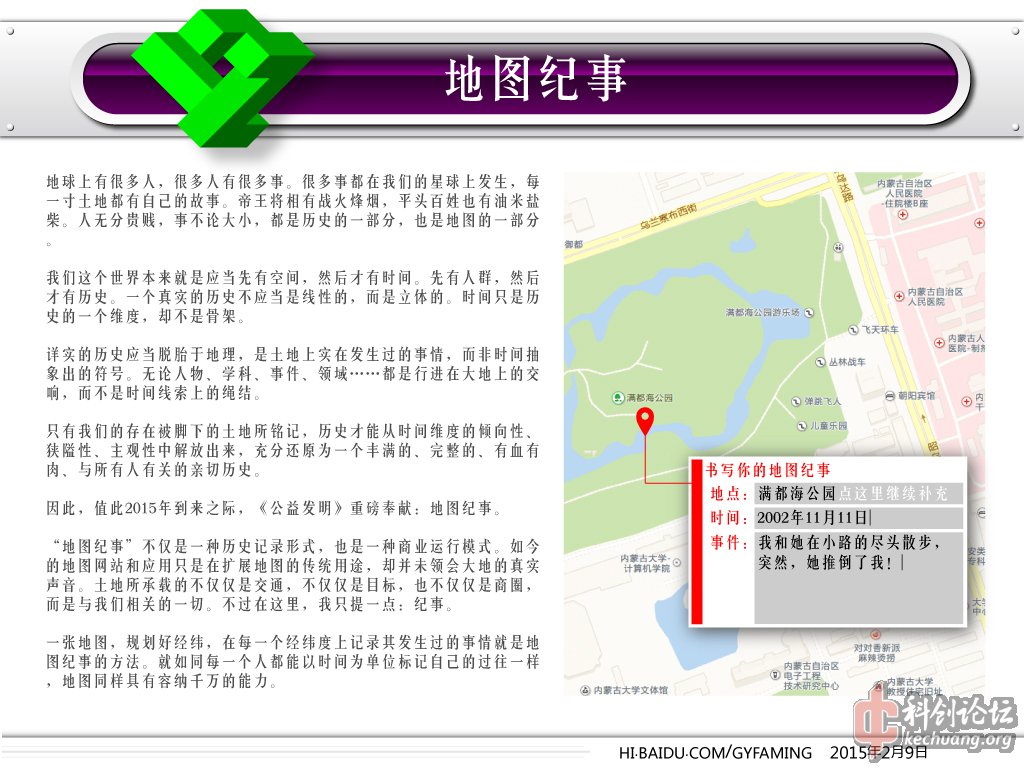 地图纪事
地球上有很多人，很多人有很多事。很多事都在我们的星球上发生，每
一寸土地都有自己的故事。帝王将相有战火烽烟，平头百姓也有油米盐
柴。人无分贵贱，事不论大小，都是历史的一部分，也是地图的一部分
。
我们这个世界本来就是应当先有空间，然后才有时间。先有人群，然后
才有历史。一个真实的历史不应当是线性的，而是立体的。时间只是历
史的一个维度，却不是骨架。
详实的历史应当脱胎于地理，是土地上实在发生过的事情，而非时间抽
象出的符号。无论人物、学科、事件、领域……都是行进在大地上的交
响，而不是时间线索上的绳结。
只有我们的存在被脚下的土地所铭记，历史才能从时间维度的倾向性、
狭隘性、主观性中解放出来，充分还原为一个丰满的、完整的、有血有
肉、与所有人有关的亲切历史。
因此，值此2015年到来之际，《公益发明》重磅奉献：地图纪事。
“地图纪事”不仅是一种历史记录形式，也是一种商业运行模式。如今
的地图网站和应用只是在扩展地图的传统用途，却并未领会大地的真实
声音。土地所承载的不仅仅是交通，不仅仅是目标，也不仅仅是商圈，
而是与我们相关的一切。不过在这里，我只提一点：纪事。
一张地图，规划好经纬，在每一个经纬度上记录其发生过的事情就是地
图纪事的方法。就如同每一个人都能以时间为单位标记自己的过往一样
，地图同样具有容纳千万的能力。
乌兰察布西街
乌达路
内蒙古自治区
人民医院
-住院楼B座
御都
内蒙古自治区
人民医院
满都海公园游乐场
飞天环车
内蒙古人
医院-制剂
丛林战车
满都海公园
弹跳飞人
朝阳宾馆
内
干
儿童乐园
书写你的地图纪事
地点：满都海公园点这里继续补充
时间：2002年11月11日
事件：我和她在小路的尽头散步，
突然，她推倒了我！
内蒙古大学-
计算机学院
安类
专科
大学
中心
对对香新派
麻辣烫捞
内蒙古自治区
电子工程
技术研究中心
内蒙古大学
教授住宅旧址
内蒙古大学文体馆
科创论坛
kechuang.org
HI·BAIDU·COM/GYFAMING 2015年2月9日